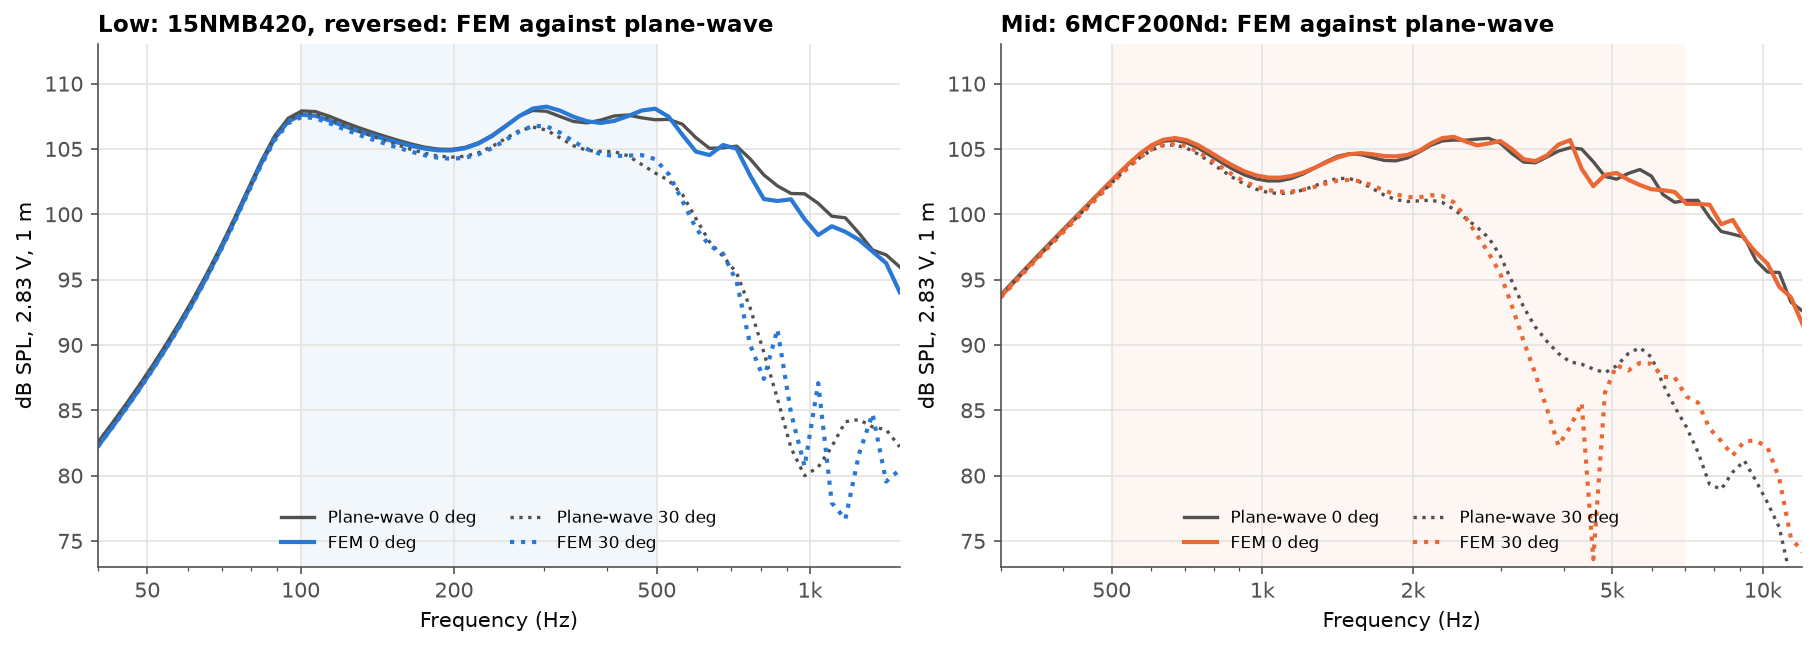 Low: 15NMB420, reversed: FEM against plane-wave
dB SPL, 2.83 V, 1 m
110
105
100
95
90
85
80
75
Plane-wave 0 deg
FEM 0 deg
Plane-wave 30 deg
FEM 30 deg
50
100
200
500
1k
Frequency (Hz)
Mid: 6MCF200Nd: FEM against plane-wave
dB SPL, 2.83 V, 1 m
110
105
100
95
90
85
80
75
Plane-wave 0 deg
FEM 0 deg
Plane-wave 30 deg
FEM 30 deg
500
1k
2k
5k
10k
Frequency (Hz)